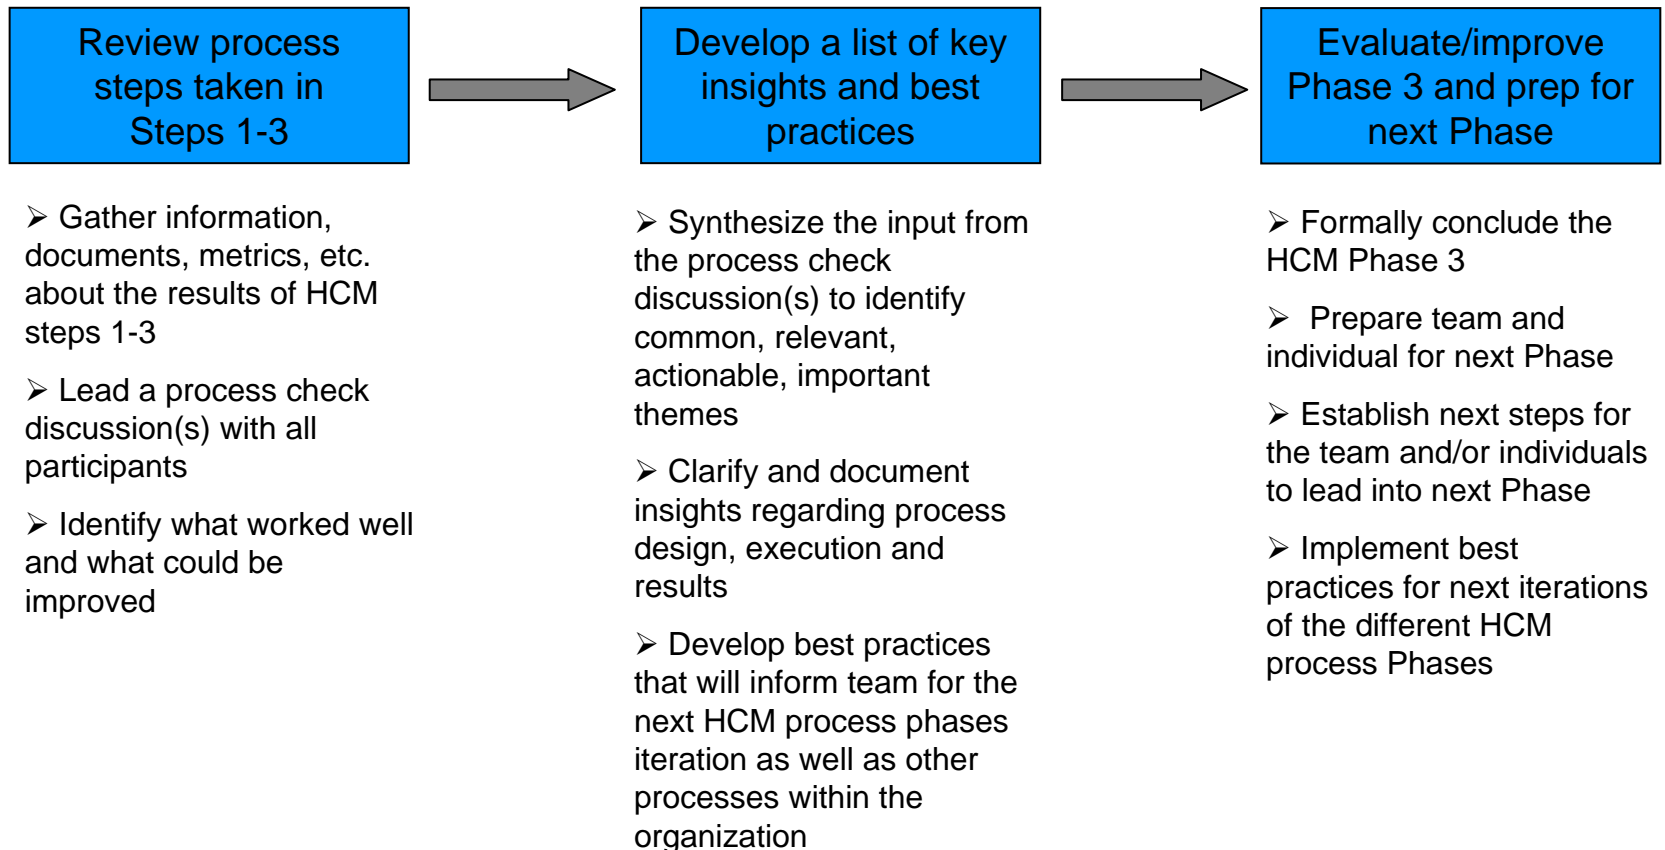 Review process
steps taken in
Steps 1-3
Develop a list of key
insights and best
practices
Evaluate/improve
Phase 3 and prep for
next Phase
➢ Gather information,
documents, metrics, etc.
about the results of HCM
steps 1-3
➢ Lead a process check
discussion(s) with all
participants
➢ Identify what worked well
and what could be
improved
➢ Synthesize the input from
the process check
discussion(s) to identify
common, relevant,
actionable, important
themes
➢ Clarify and document
insights regarding process
design, execution and
results
➢ Develop best practices
that will inform team for the
next HCM process phases
iteration as well as other
processes within the
organization
➢ Formally conclude the
HCM Phase 3
➢ Prepare team and
individual for next Phase
➢ Establish next steps for
the team and/or individuals
to lead into next Phase
➢ Implement best
practices for next iterations
of the different HCM
process Phases